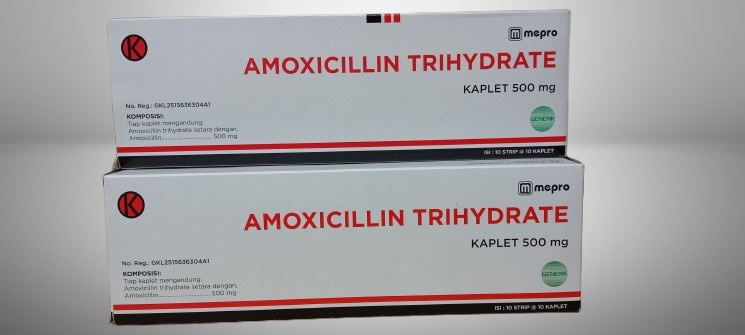 K
mepro
AMOXICILLIN TRIHYDRATE
KAPLET 500 mg
No. Reg.: GKL2515636304A1
KOMPOSISI:
Tiap kaplet mengandung:
Amoxicillin trihydrate setara dengan,
Amoxicillin.......................... 500 mg
GENERIK
ISI : 10 STRIP @ 10 KAPLET
K
mepro
AMOXICILLIN TRIHYDRATE
KAPLET 500 mg
No. Reg.: GKL2515636304A1
KOMPOSISI:
Tiap kaplet mengandung:
Amoxicillin trihydrate setara dengan,
Amoxicillin.......................... 500 mg
GENERIK
ISI : 10 STRIP @ 10 KAPLET